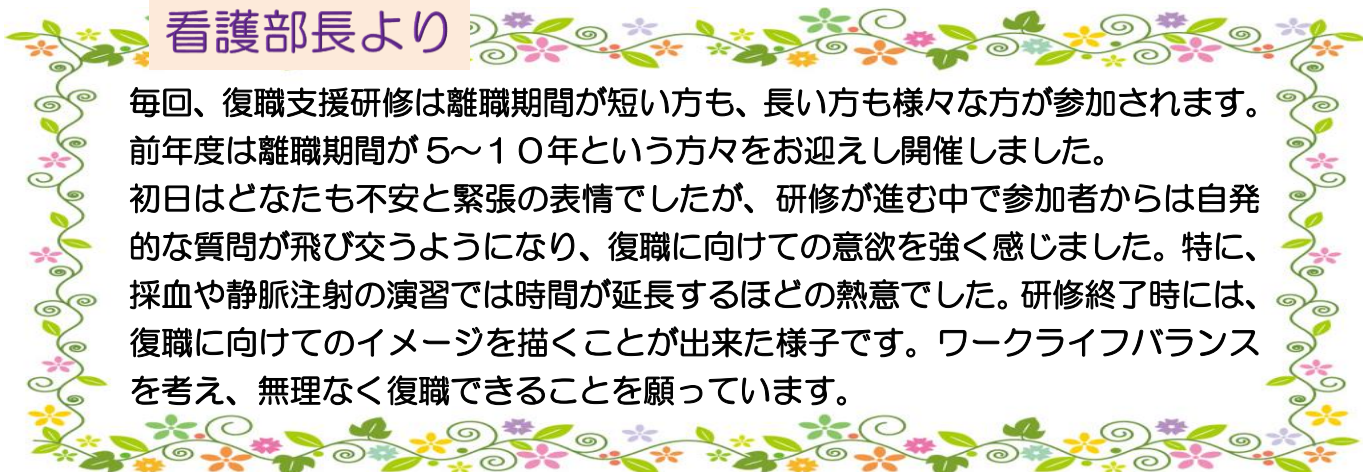 看護部長より
毎回、復職支援研修は離職期間が短い方も、長い方も様々な方が参加されます。
前年度は離職期間が5～10年という方々をお迎えし開催しました。
初日はどなたも不安と緊張の表情でしたが、研修が進む中で参加者からは自発
的な質問が飛び交うようになり、復職に向けての意欲を強く感じました。特に、
採血や静脈注射の演習では時間が延長するほどの熱意でした。研修終了時には、
復職に向けてのイメージを描くことが出来た様子です。ワークライフバランス
を考え、無理なく復職できることを願っています。